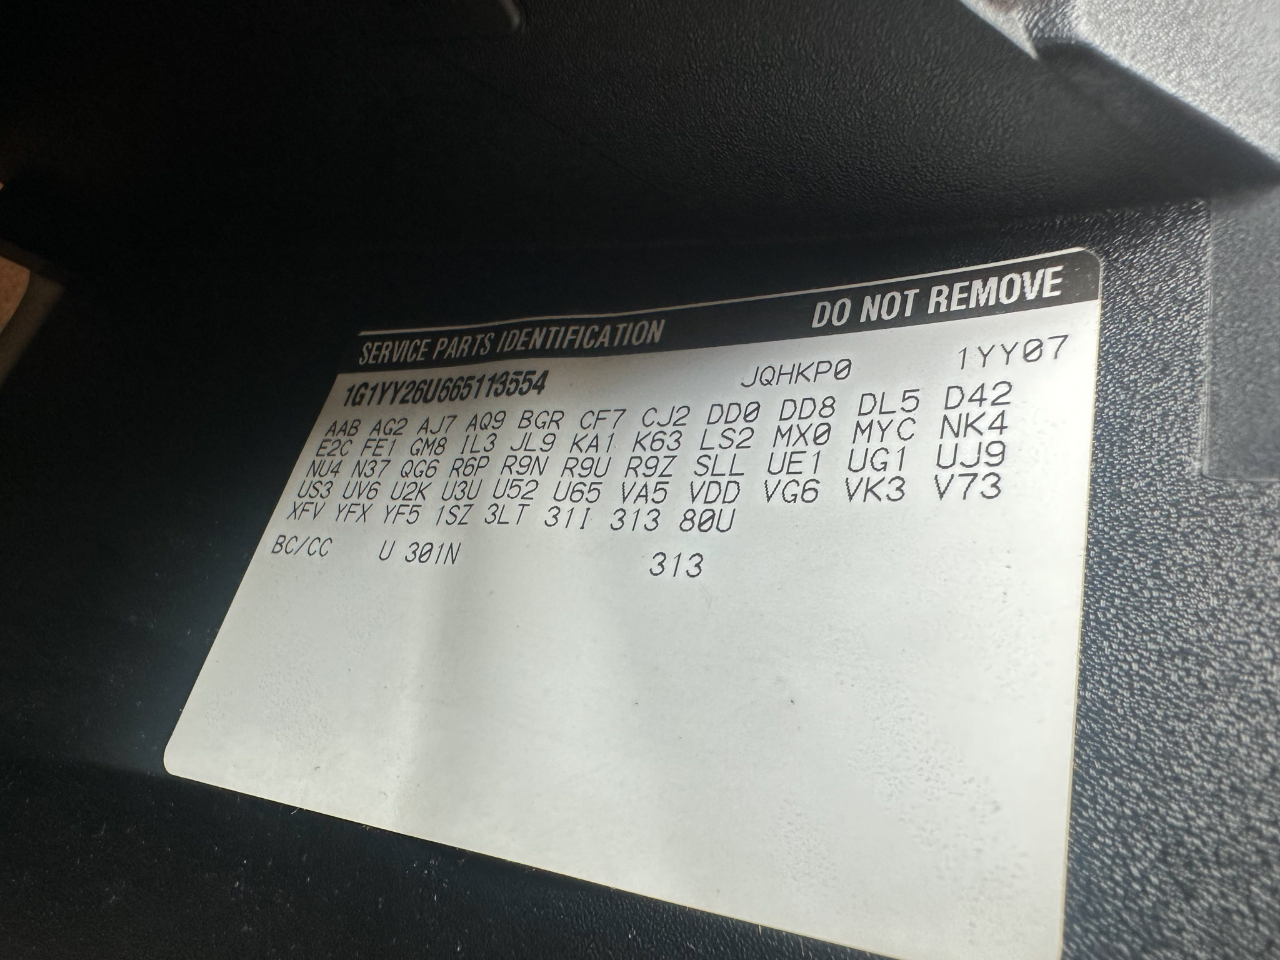 SERVICE PARTS IDENTIFICATION DO NOT REMOVE
1G1YY26U665113554 JQHKP0 1YY07
AAB AG2 AJ7 AQ9 BGR CF7 CJ2 DD0 DD8 DL5 D42
E2C FE1 GM8 IL3 JL9 KA1 K63 LS2 MX0 MYC NK4
NU4 N37 QG6 R6P R9N R9U R9Z SLL UE1 UG1 UJ9
US3 UV6 U2K U3U U52 U65 VA5 VDD VG6 VK3 V73
XFV YFX YF5 1SZ 3LT 31I 313 80U
BC/CC U 301N 313